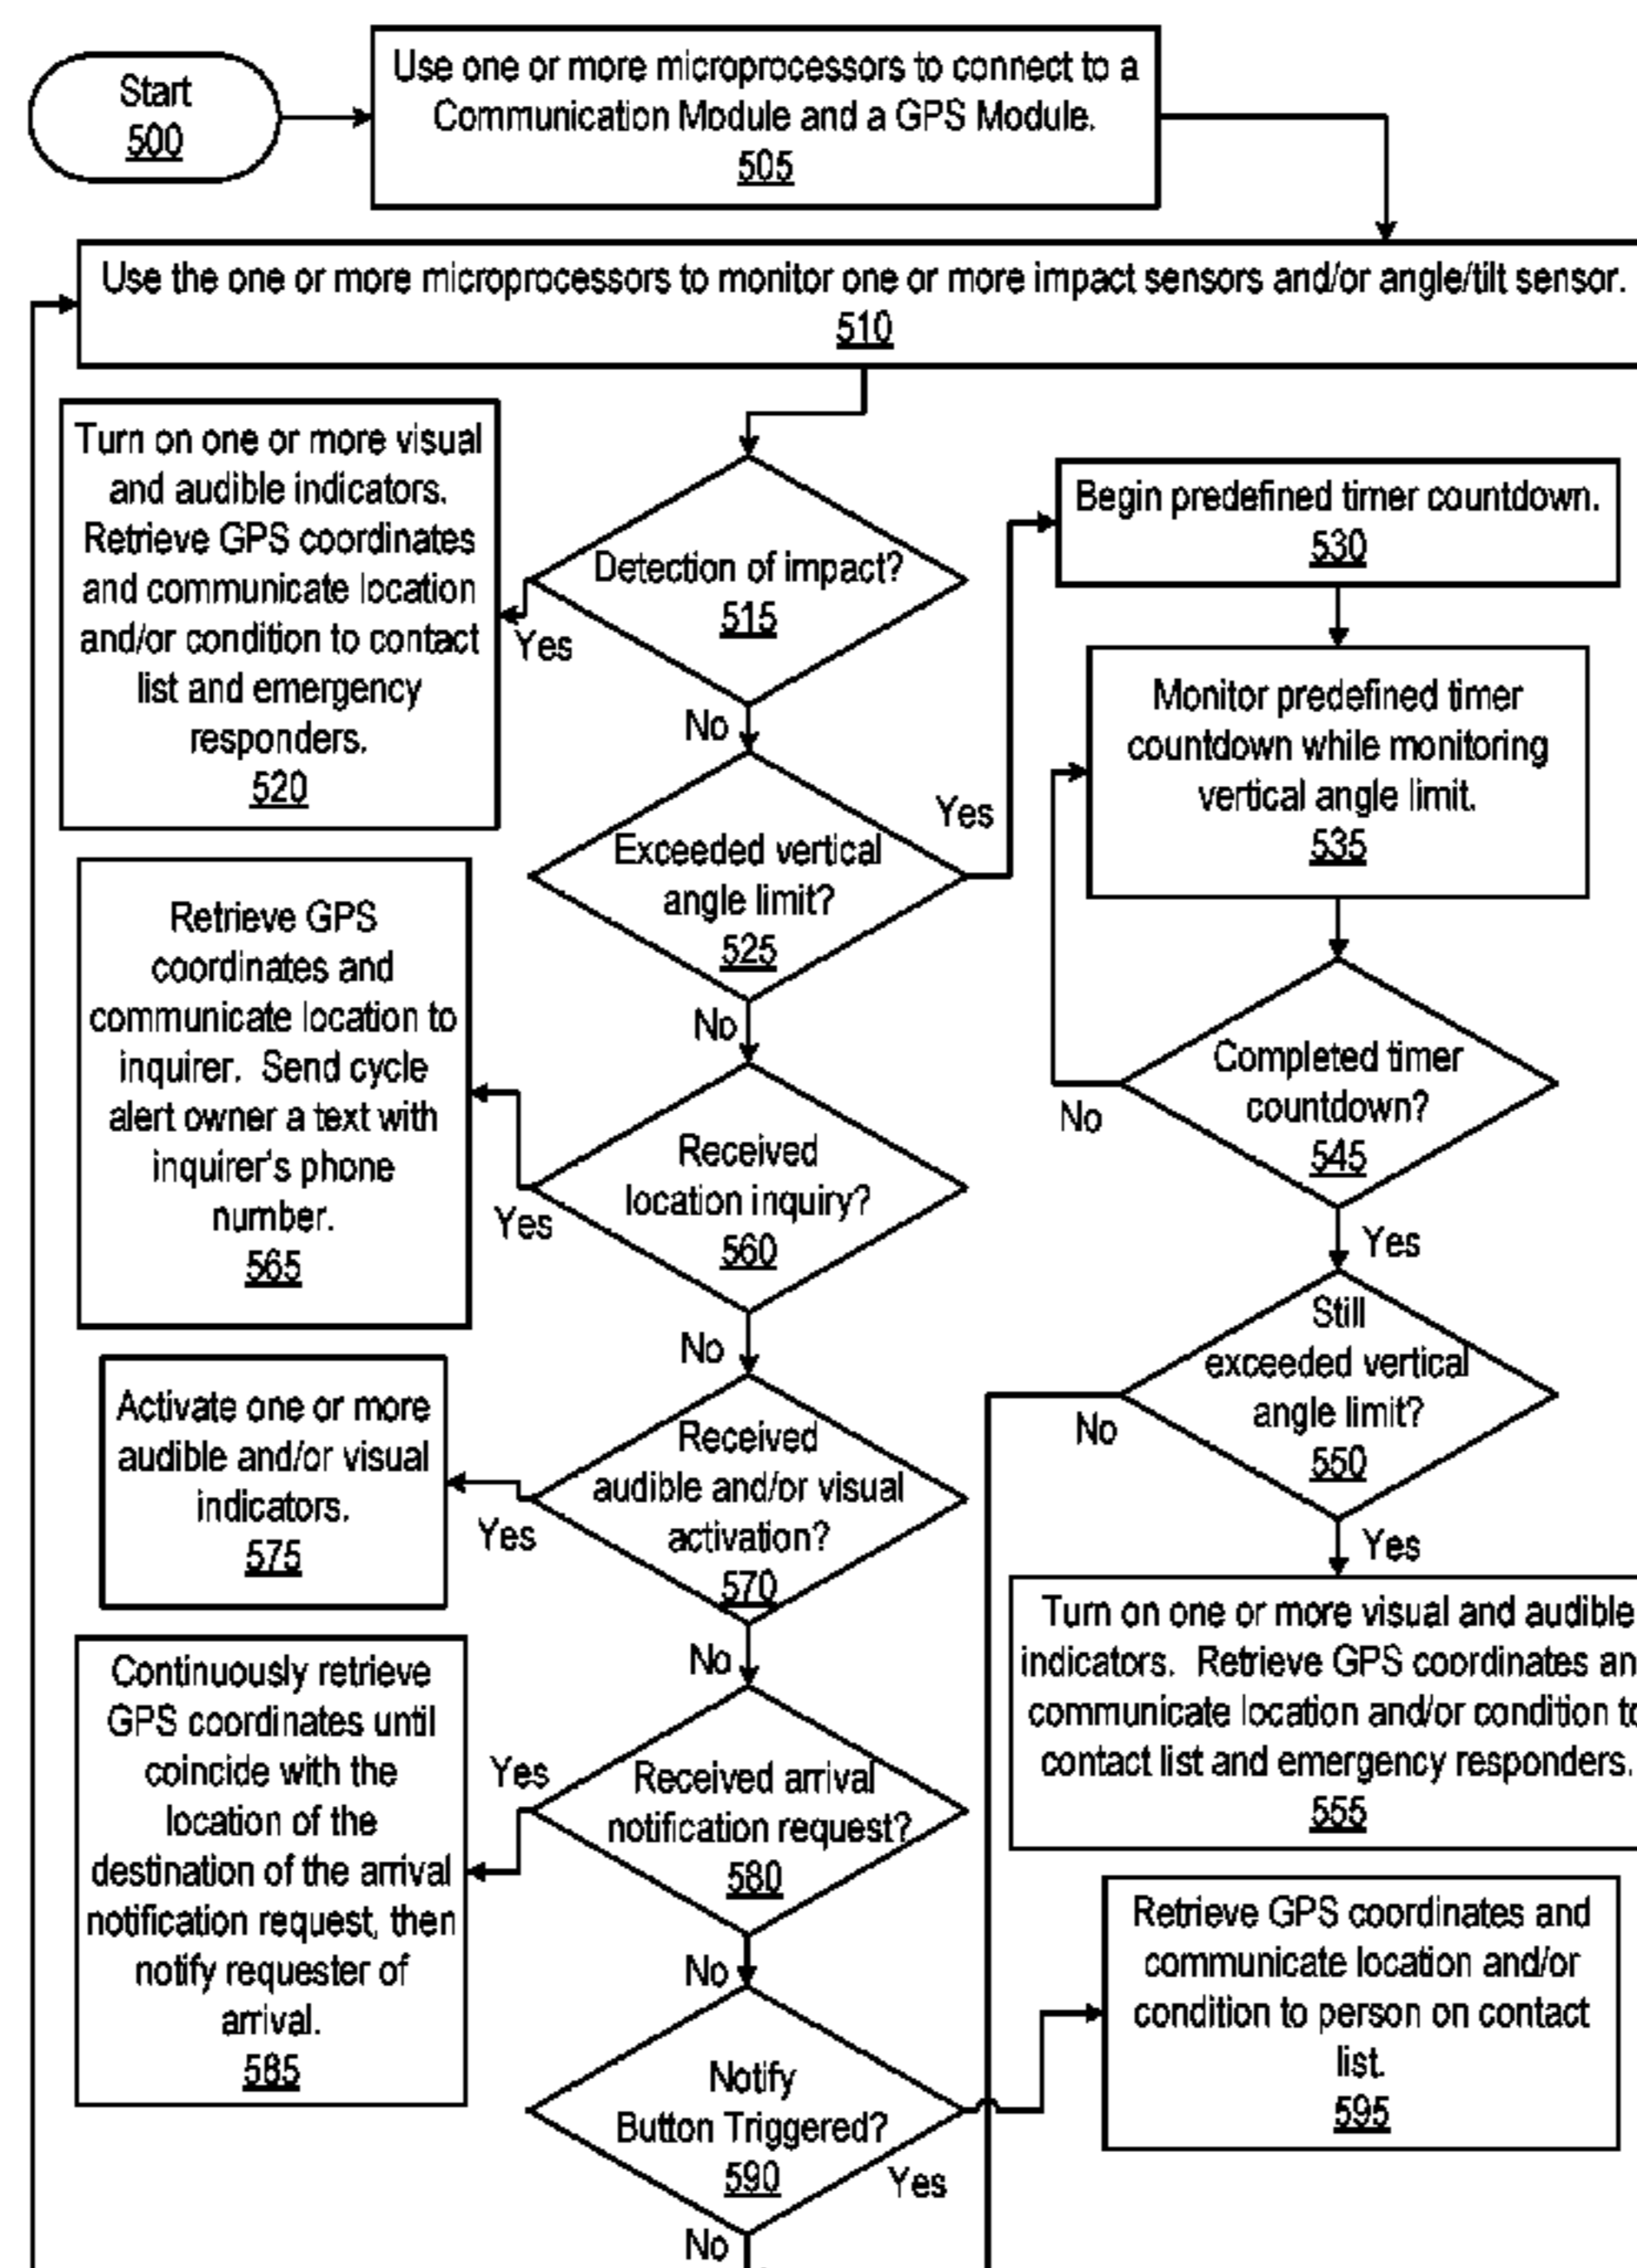 Start
500
Use one or more microprocessors to connect to a
Communication Module and a GPS Module.
505
Use the one or more microprocessors to monitor one or more impact sensors and/or angle/tilt sensor.
510
Turn on one or more visual
and audible indicators.
Retrieve GPS coordinates
and communicate location
and/or condition to contact
list and emergency
responders.
520
Detection of impact?
515
Yes
No
Begin predefined timer countdown.
530
Monitor predefined timer
countdown while monitoring
vertical angle limit.
535
Exceeded vertical
angle limit?
525
Yes
No
Completed timer
countdown?
545
No
Yes
Retrieve GPS
coordinates and
communicate location to
inquirer. Send cycle
alert owner a text with
inquirer's phone
number.
565
Received
location inquiry?
560
Yes
No
Still
exceeded vertical
angle limit?
550
No
Yes
Activate one or more
audible and/or visual
indicators.
575
Received
audible and/or visual
activation?
570
Yes
No
Turn on one or more visual and audible
indicators. Retrieve GPS coordinates an
communicate location and/or condition to
contact list and emergency responders.
555
Continuously retrieve
GPS coordinates until
coincide with the
location of the
destination of the arrival
notification request, then
notify requester of
arrival.
585
Received arrival
notification request?
580
Yes
No
Retrieve GPS coordinates and
communicate location and/or
condition to person on contact
list.
595
Notify
Button Triggered?
590
Yes
No